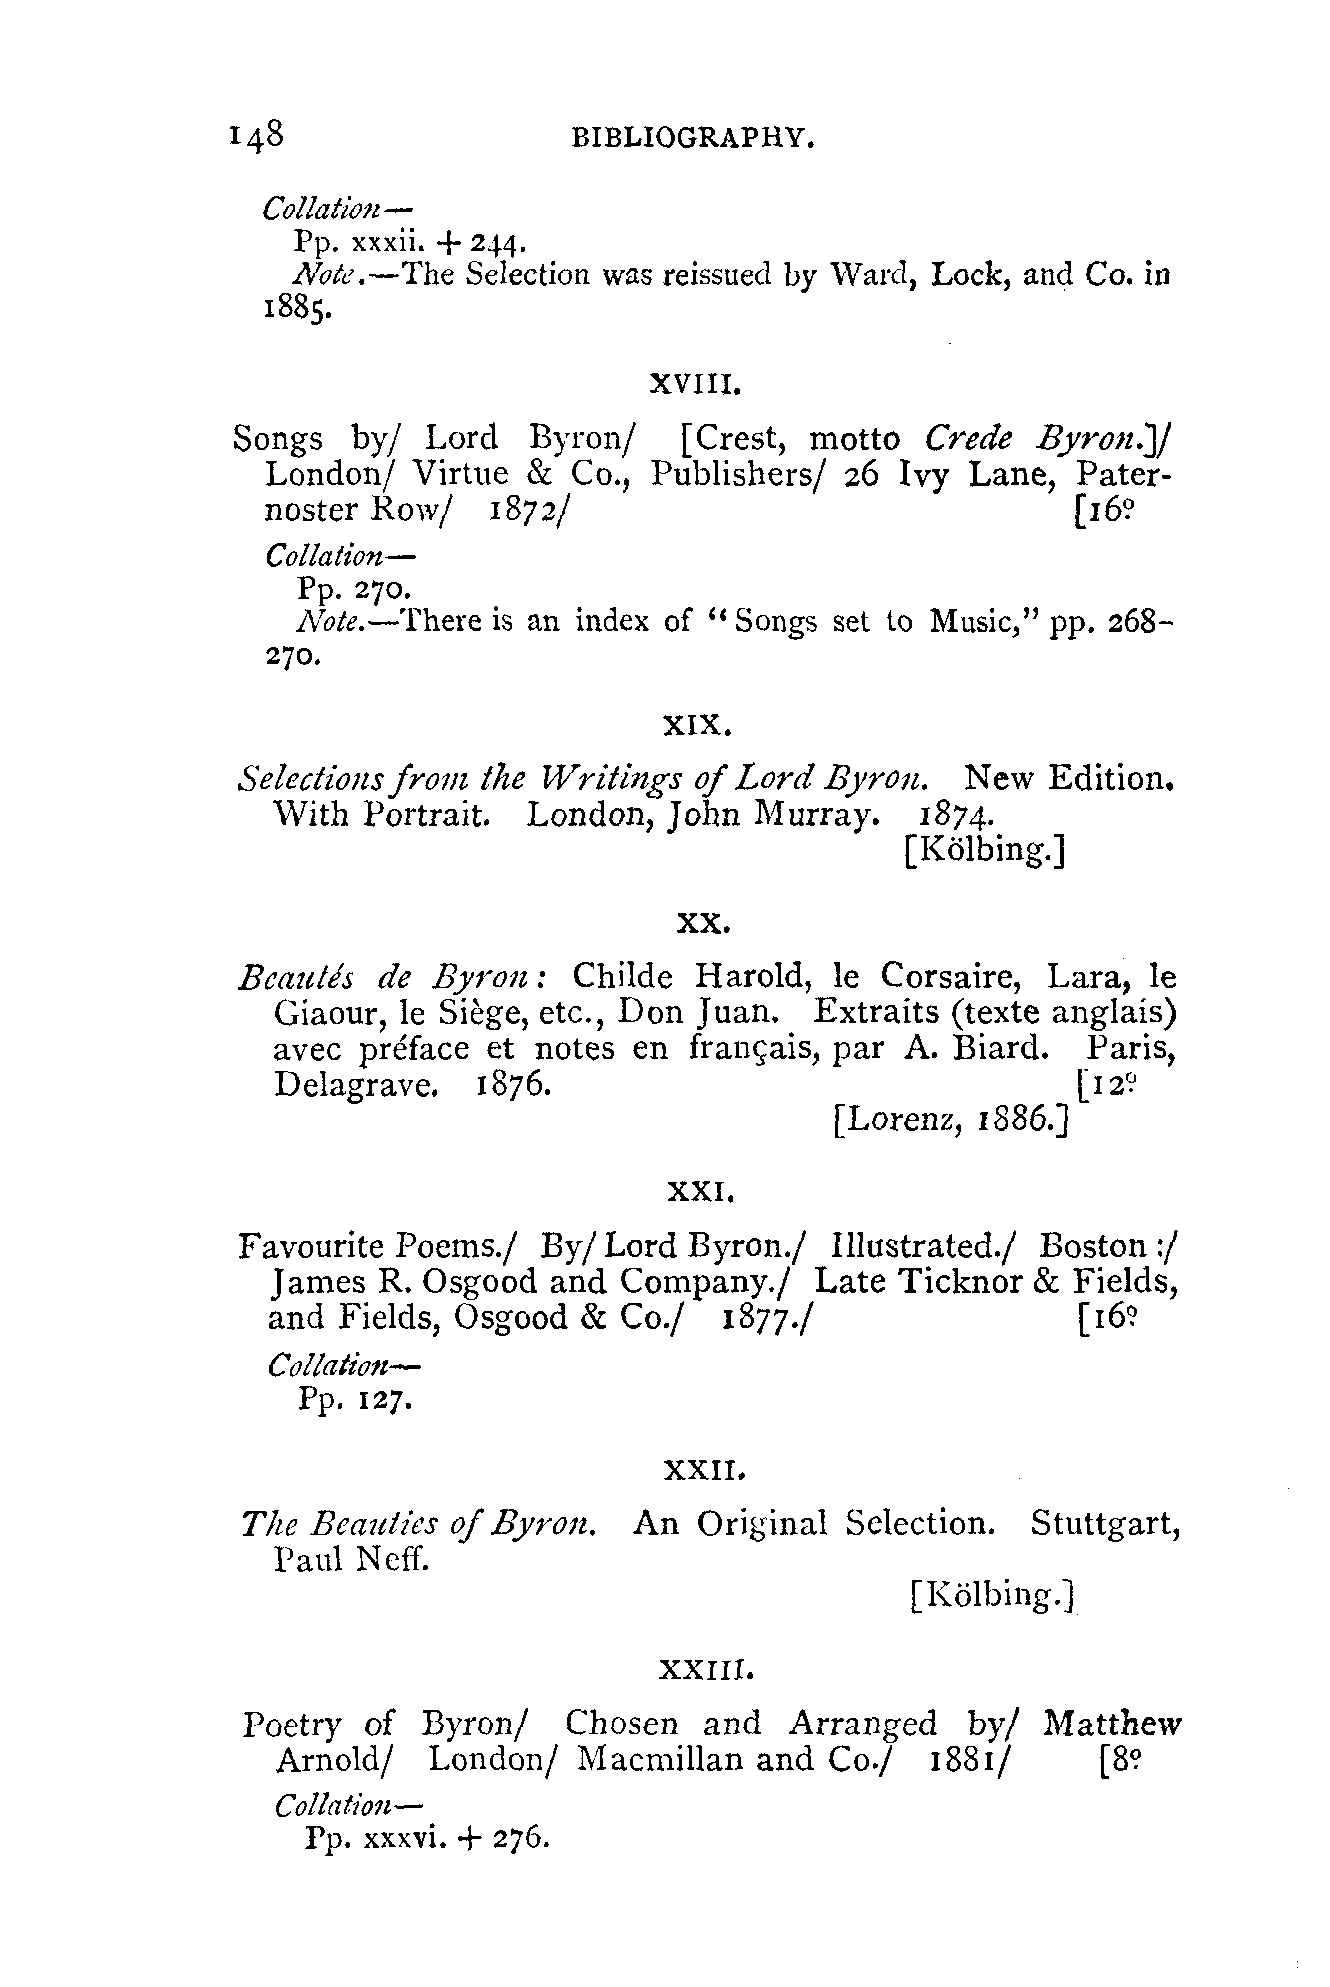 148 BIBLIOGRAPHY.
Collation—
Pp. xxxii. + 244.
Note.—The Selection was reissued by Ward, Lock, and Co. in
1885.
XVIII.
Songs by/ Lord Byron/ [Crest, motto Crede Byron.]/
London/ Virtue & Co., Publishers/ 26 Ivy Lane, Pater-
noster Row/ 1872/ [16º
Collation—
Pp. 270.
Note.—There is an index of “Songs set to Music,” pp. 268–
270.
XIX.
Selections from the Writings of Lord Byron. New Edition.
With Portrait. London, John Murray. 1874.
[Kölbing.]
XX.
Beautés de Byron: Childe Harold, le Corsaire, Lara, le
Giaour, le Siège, etc., Don Juan. Extraits (texte anglais)
avec préface et notes en français, par A. Biard. Paris,
Delagrave. 1876. [12º
[Lorenz, 1886.]
XXI.
Favourite Poems./ By/ Lord Byron./ Illustrated./ Boston:/
James R. Osgood and Company./ Late Ticknor & Fields,
and Fields, Osgood & Co./ 1877./ [16º
Collation—
Pp. 127.
XXII.
The Beauties of Byron. An Original Selection. Stuttgart,
Paul Neff.
[Kölbing.]
XXIII.
Poetry of Byron/ Chosen and Arranged by/ Matthew
Arnold/ London/ Macmillan and Co./ 1881/ [8º
Collation—
Pp. xxxvi. + 276.